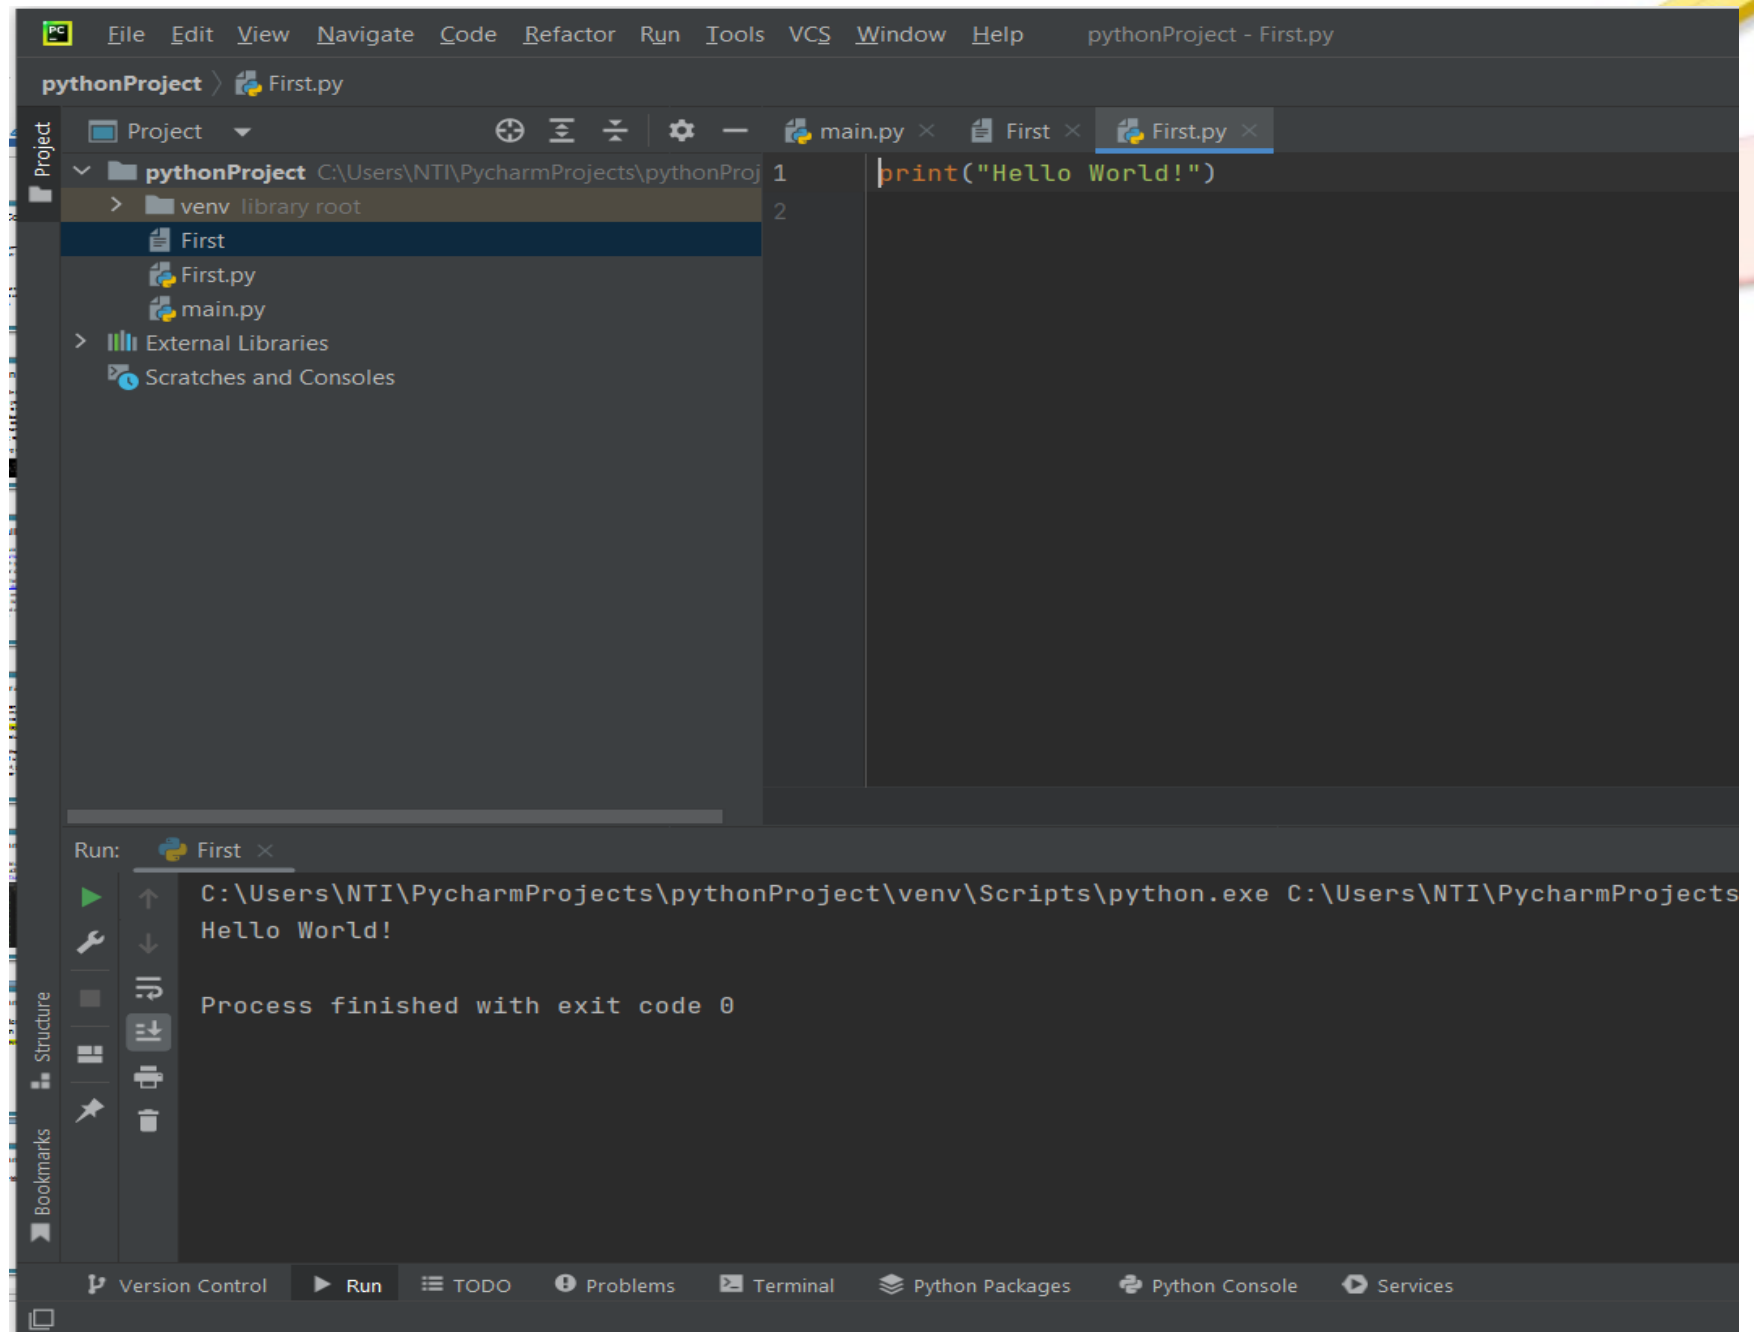 PC File Edit View Navigate Code Refactor Run Tools VCS Window Help pythonProject - First.py
pythonProject First.py
Project
Project main.py First First.py
pythonProject C:\Users\NTI\PycharmProjects\pythonProj
venv library root
First
First.py
main.py
External Libraries
Scratches and Consoles
1 print("Hello World!")
2
Run: First
C:\Users\NTI\PycharmProjects\pythonProject\venv\Scripts\python.exe C:\Users\NTI\PycharmProjects
Hello World!
Process finished with exit code 0
Structure
Bookmarks
Version Control Run TODO Problems Terminal Python Packages Python Console Services